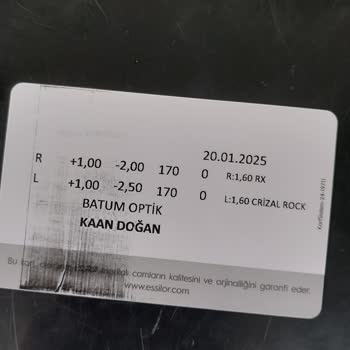 20.01.2025
R +1,00 -2,00 170 0 R:1,60 RX
L +1,00 -2,50 170 0 L:1,60 CRİZAL ROCK
BATUM OPTİK
KAAN DOĞAN
Bu kart, camların kalitesini ve orjinalliğini garanti eder.
www.essilor.com